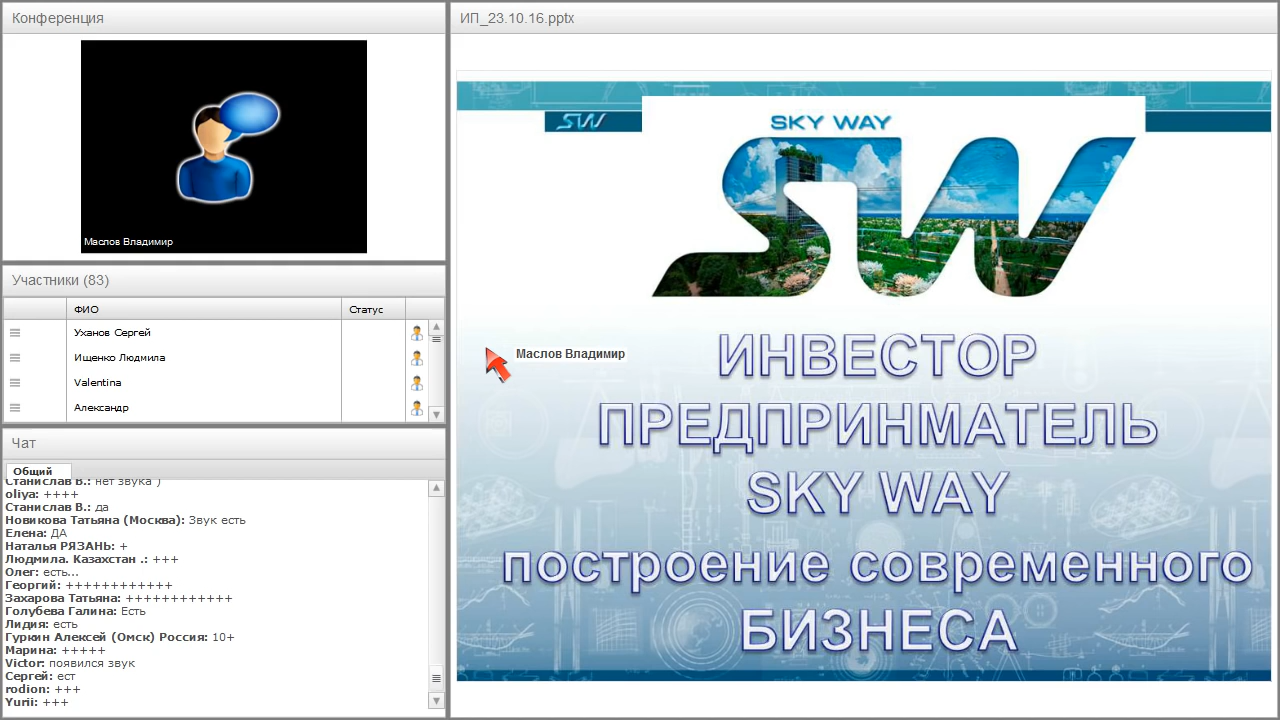 Конференция
Маслов Владимир
Участники (83)
ФИО
Статус
Уханов Сергей
Ищенко Людмила
Valentina
Александр
Чат
Общий
Станислав В.: нет звука )
oliya: ++++
Станислав В.: да
Новикова Татьяна (Москва): Звук есть
Елена: ДА
Наталья РЯЗАНЬ: +
Людмила. Казахстан .: +++
Олег: есть...
Георгий: ++++++++++++
Захарова Татьяна: ++++++++++++
Голубева Галина: Есть
Лидия: есть
Гуркин Алексей (Омск) Россия: 10+
Марина: +++++
Victor: появился звук
Сергей: ест
rodion: +++
Yurii: +++
ИП_23.10.16.pptx
SW
SKY WAY
SW
Маслов Владимир
ИНВЕСТОР
ПРЕДПРИНМАТЕЛЬ
SKY WAY
построение современного
БИЗНЕСА